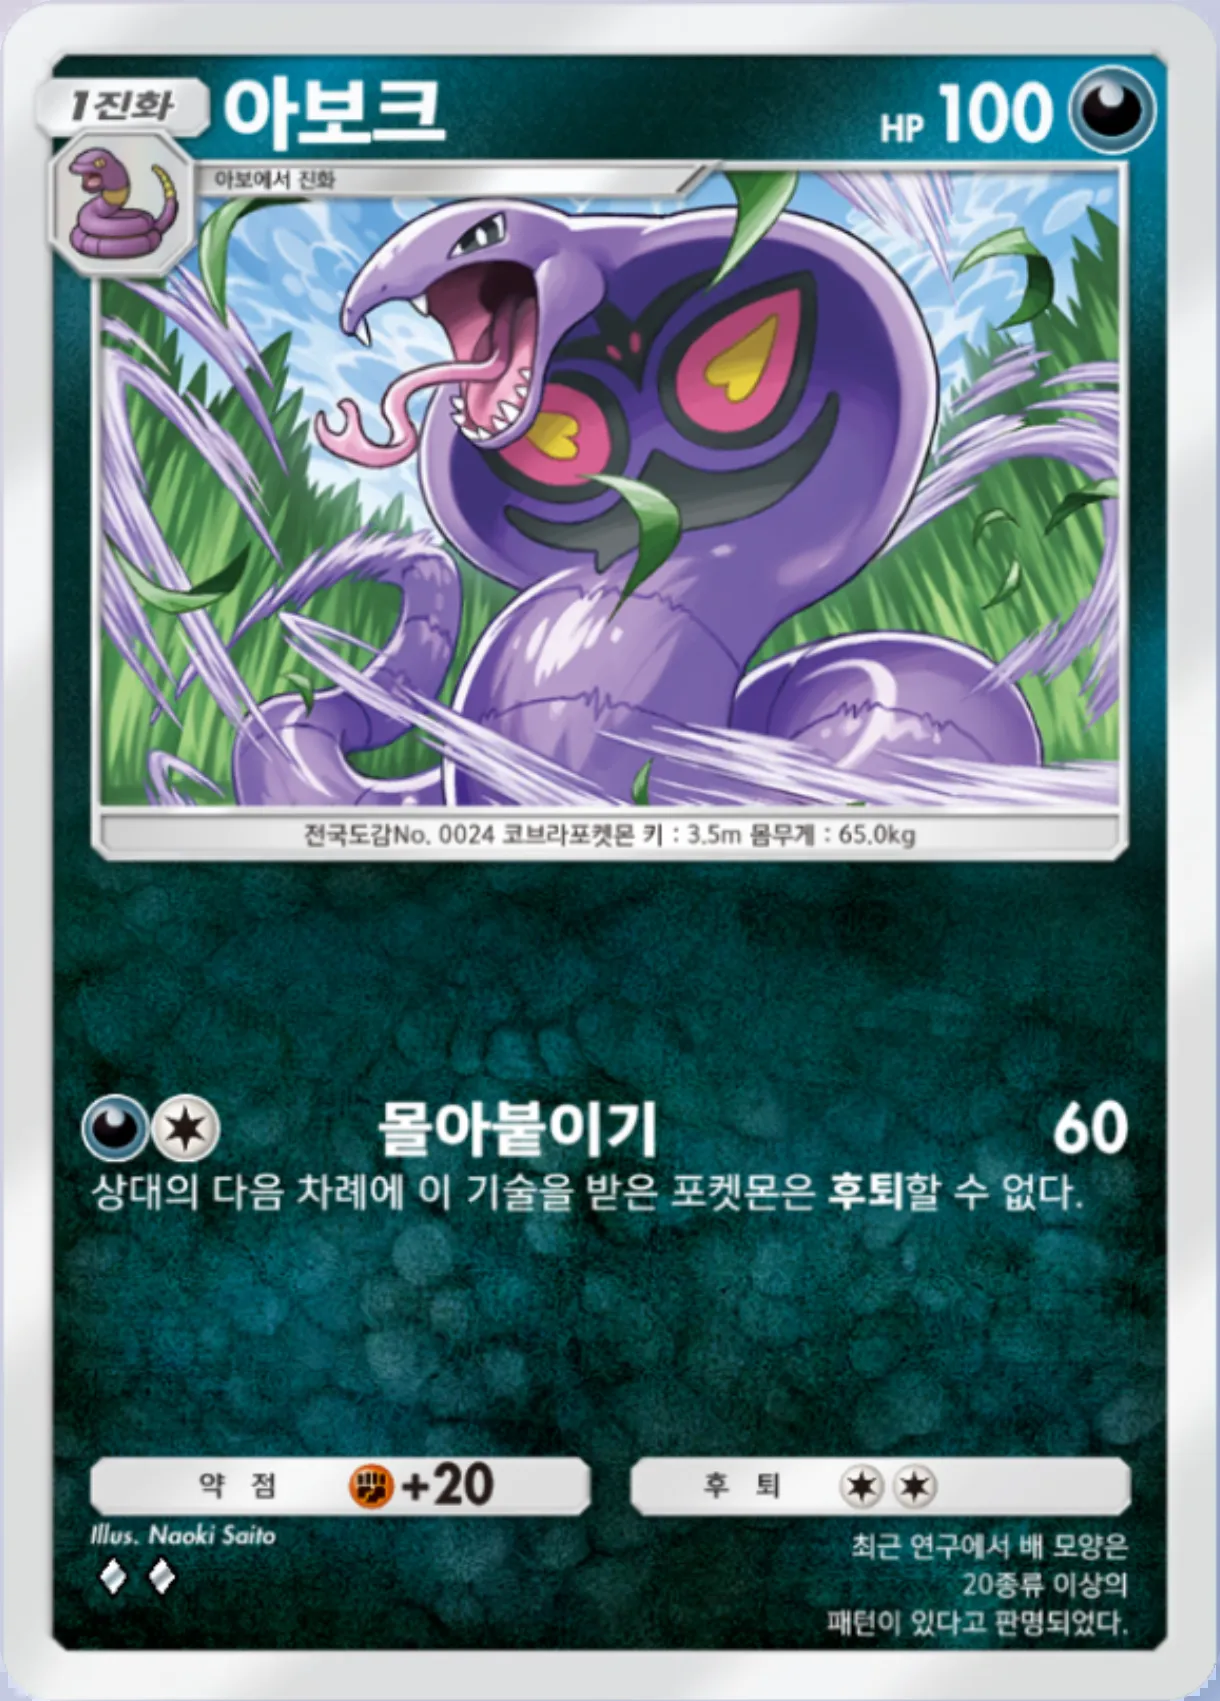 1진화 아보크 HP 100
아보에서 진화
전국도감No. 0024 코브라포켓몬 키 : 3.5m 몸무게 : 65.0kg
몰아붙이기 60
상대의 다음 차례에 이 기술을 받은 포켓몬은 후퇴할 수 없다.
약점 +20 후퇴
Illus. Naoki Saito
최근 연구에서 배 모양은
20종류 이상의
패턴이 있다고 판명되었다.